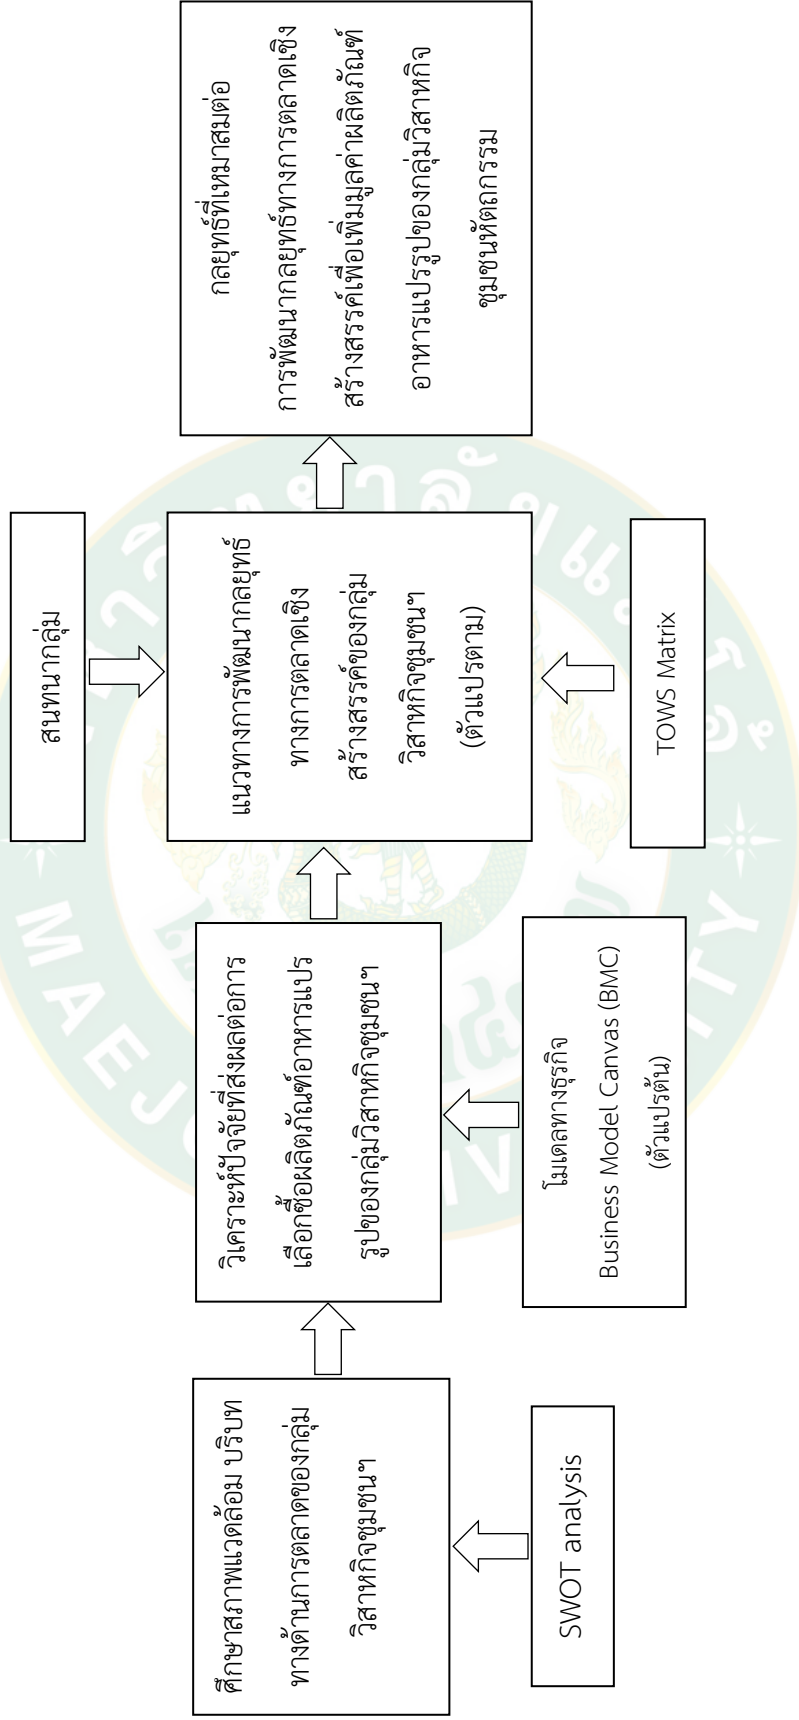 ศึกษาสภาพแวดล้อม บริบท
ทางด้านการตลาดของกลุ่ม
วิสาหกิจชุมชนฯ
SWOT analysis
วิเคราะห์ปัจจัยที่ส่งผลต่อการ
เลือกซื้อผลิตภัณฑ์อาหารแปร
รูปของกลุ่มวิสาหกิจชุมชนฯ
โมเดลทางธุรกิจ
Business Model Canvas (BMC)
(ตัวแปรต้น)
สนทนากลุ่ม
แนวทางการพัฒนากลยุทธ์
ทางการตลาดเชิง
สร้างสรรค์ของกลุ่ม
วิสาหกิจชุมชนฯ
(ตัวแปรตาม)
TOWS Matrix
กลยุทธ์ที่เหมาสมต่อ
การพัฒนากลยุทธ์ทางการตลาดเชิง
สร้างสรรค์เพื่อเพิ่มมูลค่าผลิตภัณฑ์
อาหารแปรรูปของกลุ่มวิสาหกิจ
ชุมชนหัตถกรรม